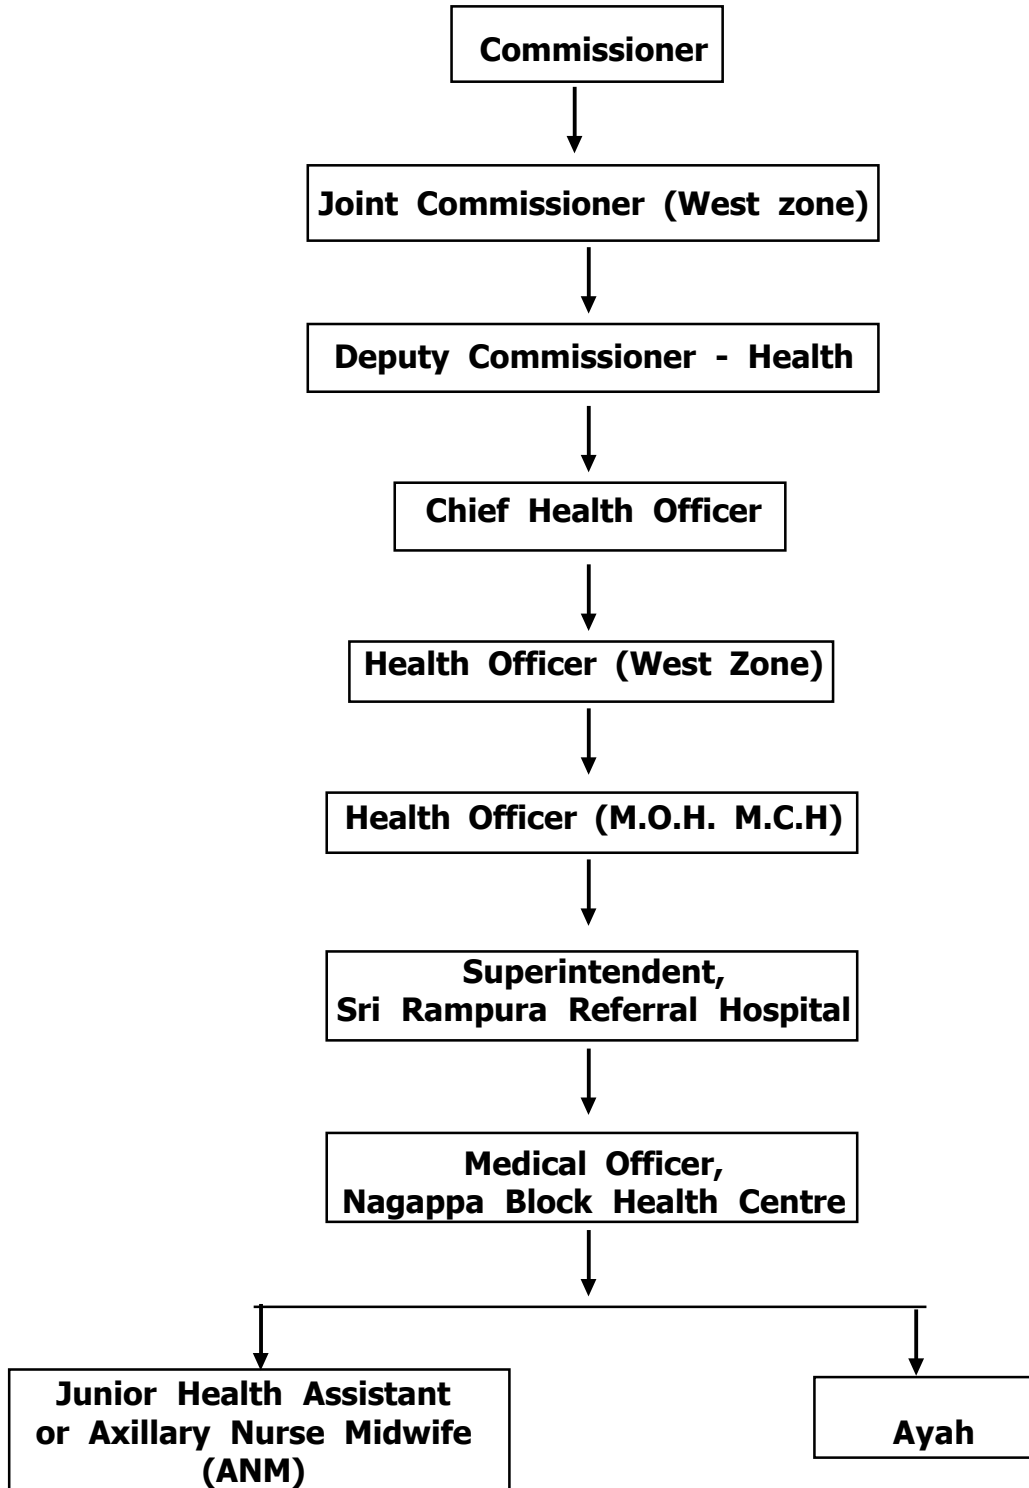 Commissioner
Joint Commissioner (West zone)
Deputy Commissioner - Health
Chief Health Officer
Health Officer (West Zone)
Health Officer (M.O.H. M.C.H)
Superintendent,
Sri Rampura Referral Hospital
Medical Officer,
Nagappa Block Health Centre
Junior Health Assistant
or Axillary Nurse Midwife
(ANM)
Ayah